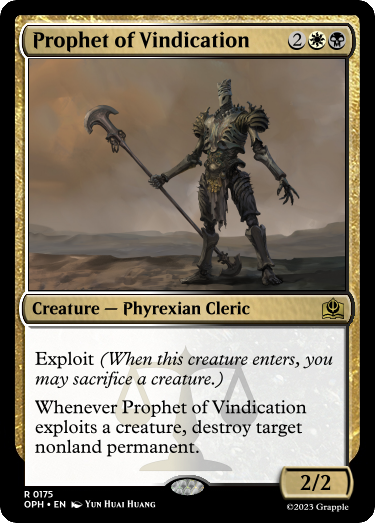 Prophet of Vindication 2
Creature — Phyrexian Cleric
Exploit (When this creature enters, you
may sacrifice a creature.)
Whenever Prophet of Vindication
exploits a creature, destroy target
nonland permanent.
2/2
R 0175
OPH • EN Yun Huai Huang
©2023 Grapple